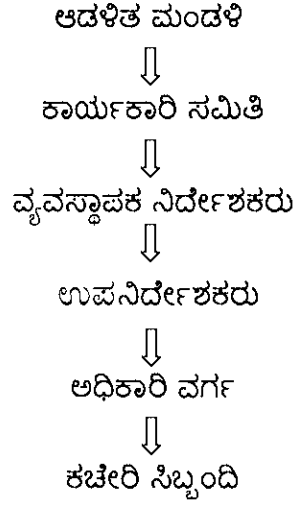 ಆಡಳಿತ ಮಂಡಳಿ
ಕಾರ್ಯಕಾರಿ ಸಮಿತಿ
ವ್ಯವಸ್ಥಾಪಕ ನಿರ್ದೇಶಕರು
ಉಪನಿರ್ದೇಶಕರು
ಅಧಿಕಾರಿ ವರ್ಗ
ಕಚೇರಿ ಸಿಬ್ಬಂದಿ